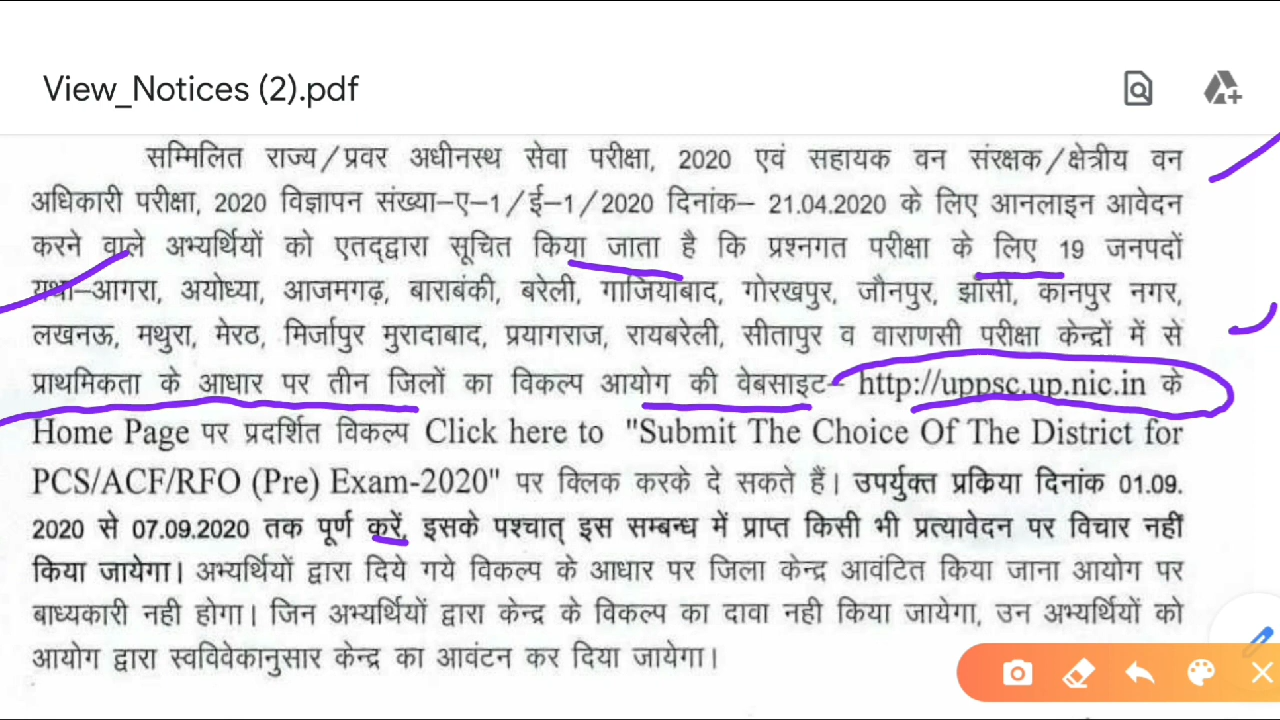 View_Notices (2).pdf
सम्मिलित राज्य/प्रवर अधीनस्थ सेवा परीक्षा, 2020 एवं सहायक वन संरक्षक/क्षेत्रीय वन
अधिकारी परीक्षा, 2020 विज्ञापन संख्या–ए–1/ई–1/2020 दिनांक– 21.04.2020 के लिए आनलाइन आवेदन
करने वाले अभ्यर्थियों को एतद्द्वारा सूचित किया जाता है कि प्रश्नगत परीक्षा के लिए 19 जनपदों
यथा–आगरा, अयोध्या, आजमगढ़, बाराबंकी, बरेली, गाजियाबाद, गोरखपुर, जौनपुर, झांसी, कानपुर नगर,
लखनऊ, मथुरा, मेरठ, मिर्जापुर मुरादाबाद, प्रयागराज, रायबरेली, सीतापुर व वाराणसी परीक्षा केन्द्रों में से
प्राथमिकता के आधार पर तीन जिलों का विकल्प आयोग की वेबसाइट– http://uppsc.up.nic.in के
Home Page पर प्रदर्शित विकल्प Click here to "Submit The Choice Of The District for
PCS/ACF/RFO (Pre) Exam-2020" पर क्लिक करके दे सकते हैं। उपर्युक्त प्रक्रिया दिनांक 01.09.
2020 से 07.09.2020 तक पूर्ण करें, इसके पश्चात् इस सम्बन्ध में प्राप्त किसी भी प्रत्यावेदन पर विचार नहीं
किया जायेगा। अभ्यर्थियों द्वारा दिये गये विकल्प के आधार पर जिला केन्द्र आवंटित किया जाना आयोग पर
बाध्यकारी नही होगा। जिन अभ्यर्थियों द्वारा केन्द्र के विकल्प का दावा नही किया जायेगा, उन अभ्यर्थियों को
आयोग द्वारा स्वविवेकानुसार केन्द्र का आवंटन कर दिया जायेगा।